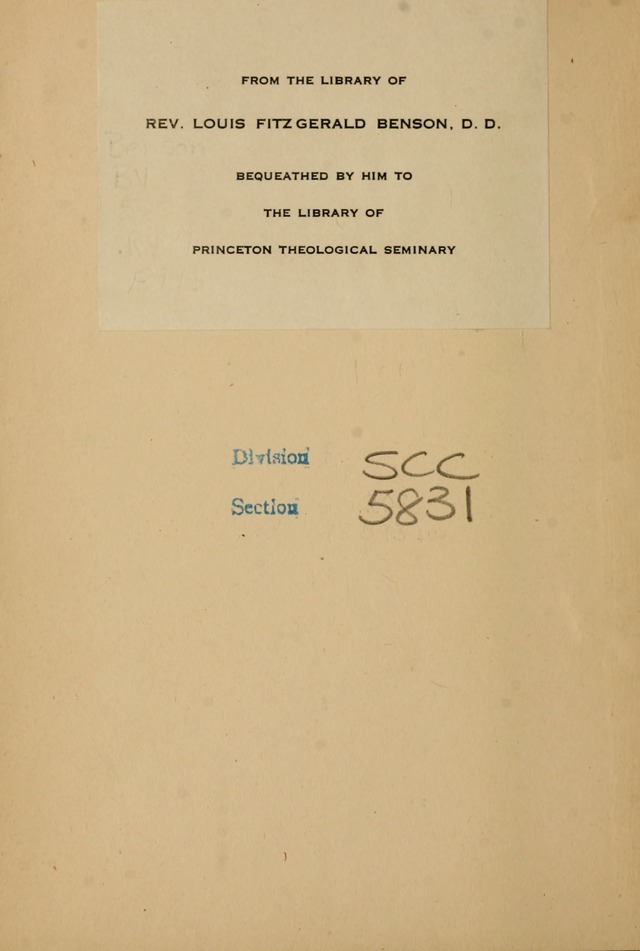 FROM THE LIBRARY OF
REV. LOUIS FITZGERALD BENSON, D. D.
BEQUEATHED BY HIM TO
THE LIBRARY OF
PRINCETON THEOLOGICAL SEMINARY
Division SCC
Section 5831